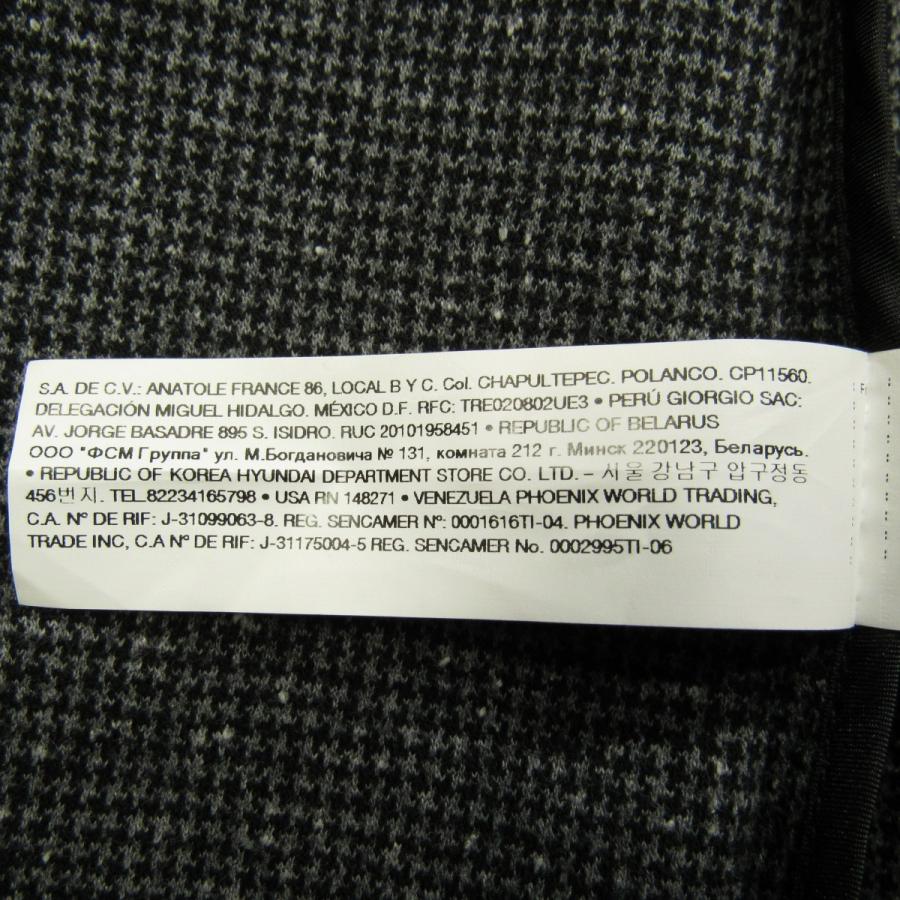 S.A. DE C.V.: ANATOLE FRANCE 86, LOCAL B Y C. Col. CHAPULTEPEC. POLANCO. CP11560.
DELEGACIÓN MIGUEL HIDALGO. MÉXICO D.F. RFC: TRE020802UE3 • PERÚ GIORGIO SAC:
AV. JORGE BASADRE 895 S. ISIDRO. RUC 20101958451 • REPUBLIC OF BELARUS
ООО "ФСМ Группа" ул. М.Богдановича № 131, комната 212 г. Минск 220123, Беларусь.
• REPUBLIC OF KOREA HYUNDAI DEPARTMENT STORE CO. LTD. – 서울 강남구 압구정동
456번지. TEL.82234165798 • USA RN 148271 • VENEZUELA PHOENIX WORLD TRADING,
C.A. Nº DE RIF: J-31099063-8. REG. SENCAMER Nº: 0001616TI-04. PHOENIX WORLD
TRADE INC, C.A Nº DE RIF: J-31175004-5 REG. SENCAMER No. 0002995TI-06